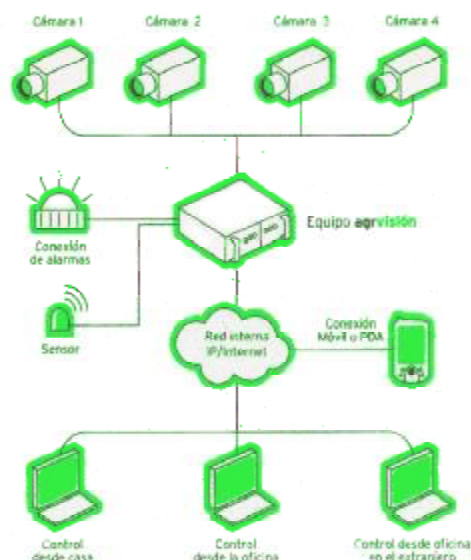 Cámara 1
Cámara 2
Cámara 3
Cámara 4
Equipo agrvisión
Conexión
de alarmas
Sensor
Red interna
IP/Internet
Conexión
Móvil o PDA
Control
desde casa
Control
desde la oficina
Control desde oficina
en el extranjero